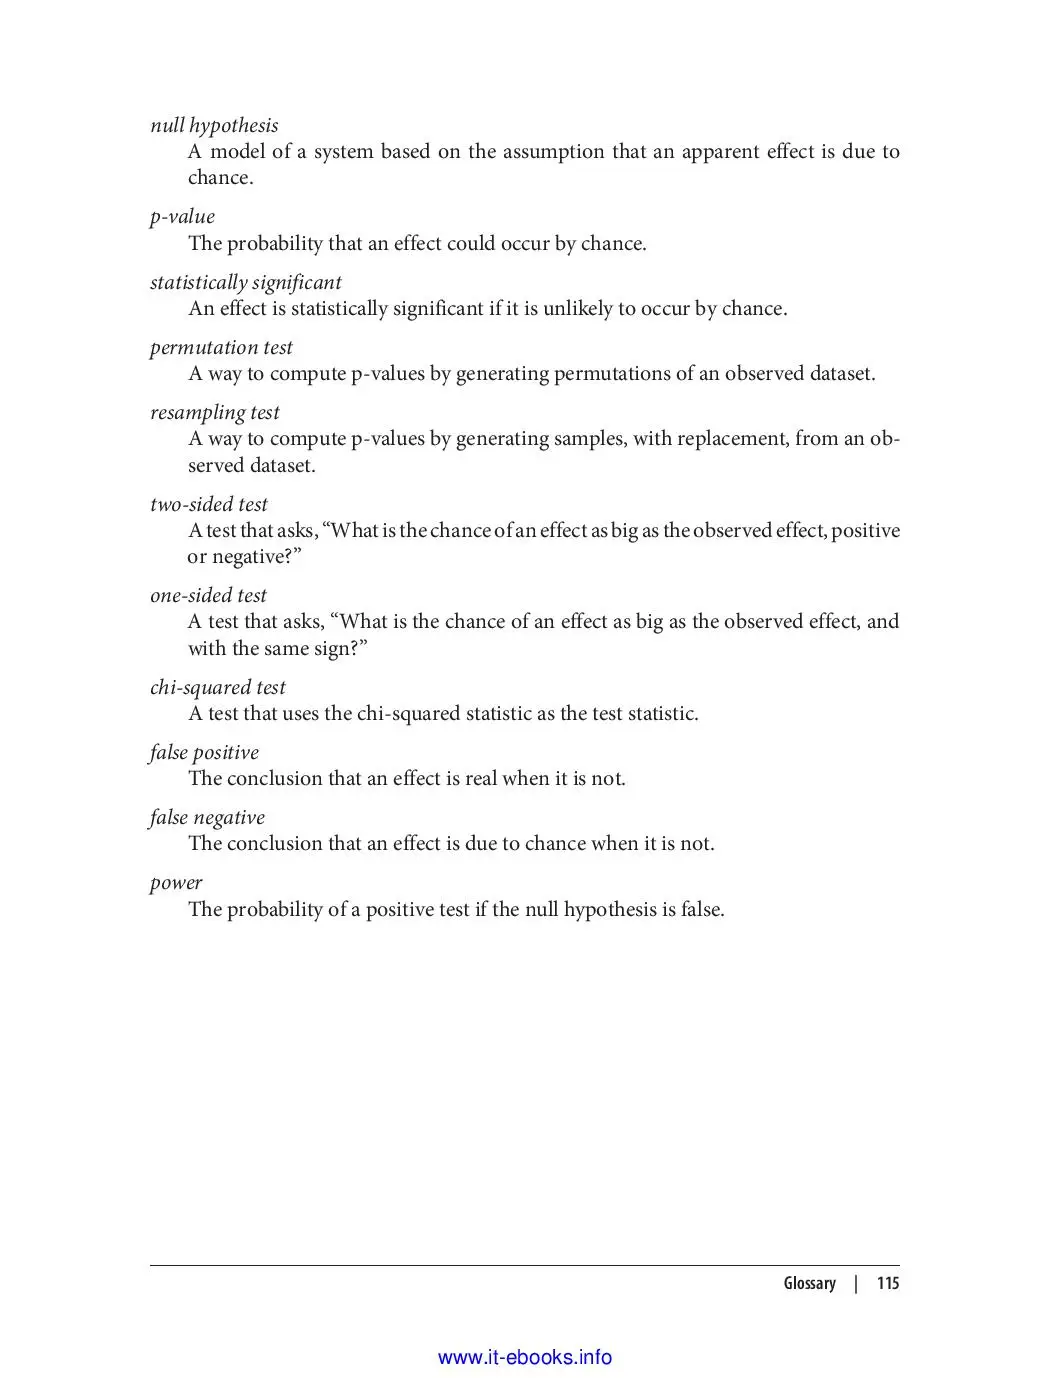 null hypothesis
A model of a system based on the assumption that an apparent effect is due to
chance.
p-value
The probability that an effect could occur by chance.
statistically significant
An effect is statistically significant if it is unlikely to occur by chance.
permutation test
A way to compute p-values by generating permutations of an observed dataset.
resampling test
A way to compute p-values by generating samples, with replacement, from an ob-
served dataset.
two-sided test
A test that asks, “What is the chance of an effect as big as the observed effect, positive
or negative?”
one-sided test
A test that asks, “What is the chance of an effect as big as the observed effect, and
with the same sign?”
chi-squared test
A test that uses the chi-squared statistic as the test statistic.
false positive
The conclusion that an effect is real when it is not.
false negative
The conclusion that an effect is due to chance when it is not.
power
The probability of a positive test if the null hypothesis is false.
Glossary | 115
www.it-ebooks.info